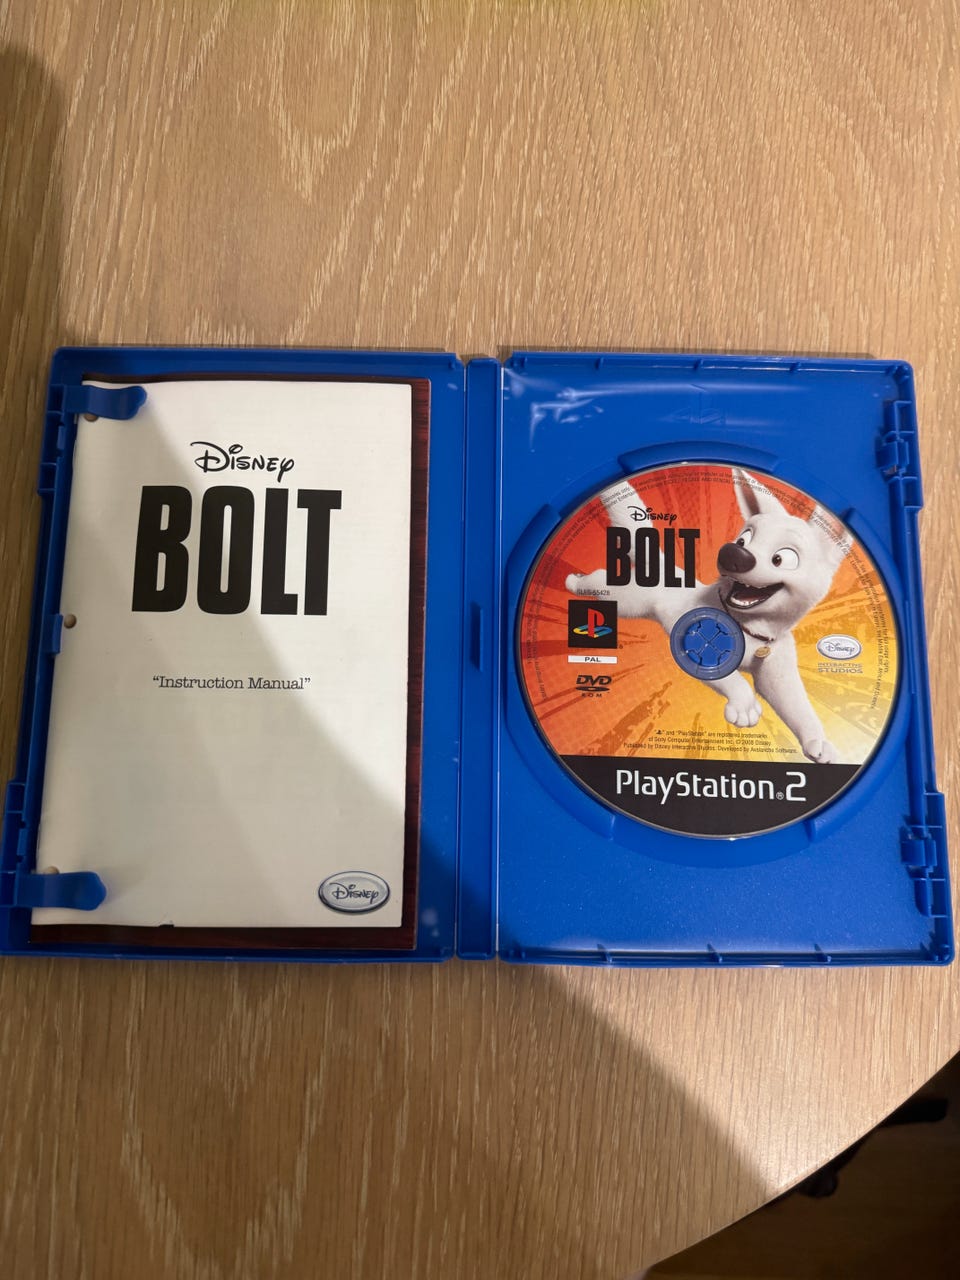 Disney
BOLT
“Instruction Manual”
Disney
Disney
BOLT
PAL
DVD
ROM
Disney
INTERACTIVE
STUDIOS
" " and "PlayStation" are registered trademarks
of Sony Computer Entertainment Inc. © 2008 Disney.
Published by Disney Interactive Studios. Developed by Avalanche Software.
PlayStation®2